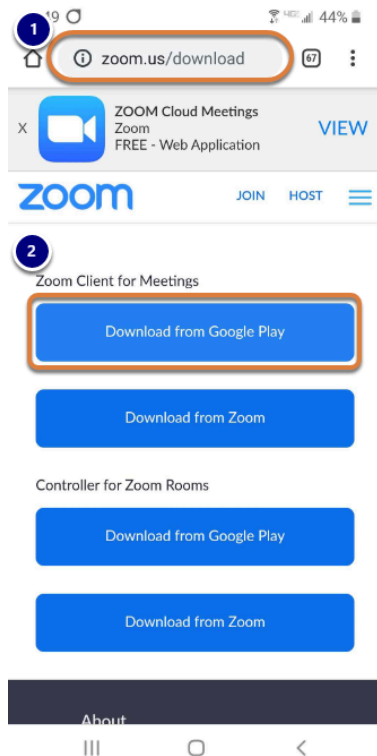 1
19
44%
zoom.us/download
67
X
ZOOM Cloud Meetings
Zoom
FREE - Web Application
VIEW
zoom
JOIN HOST
2
Zoom Client for Meetings
Download from Google Play
Download from Zoom
Controller for Zoom Rooms
Download from Google Play
Download from Zoom
About